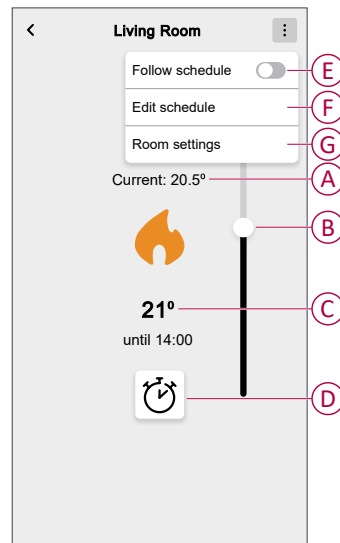 Living Room
Follow schedule
E
Edit schedule
F
Room settings
G
Current: 20.5º
A
B
21º
C
until 14:00
D